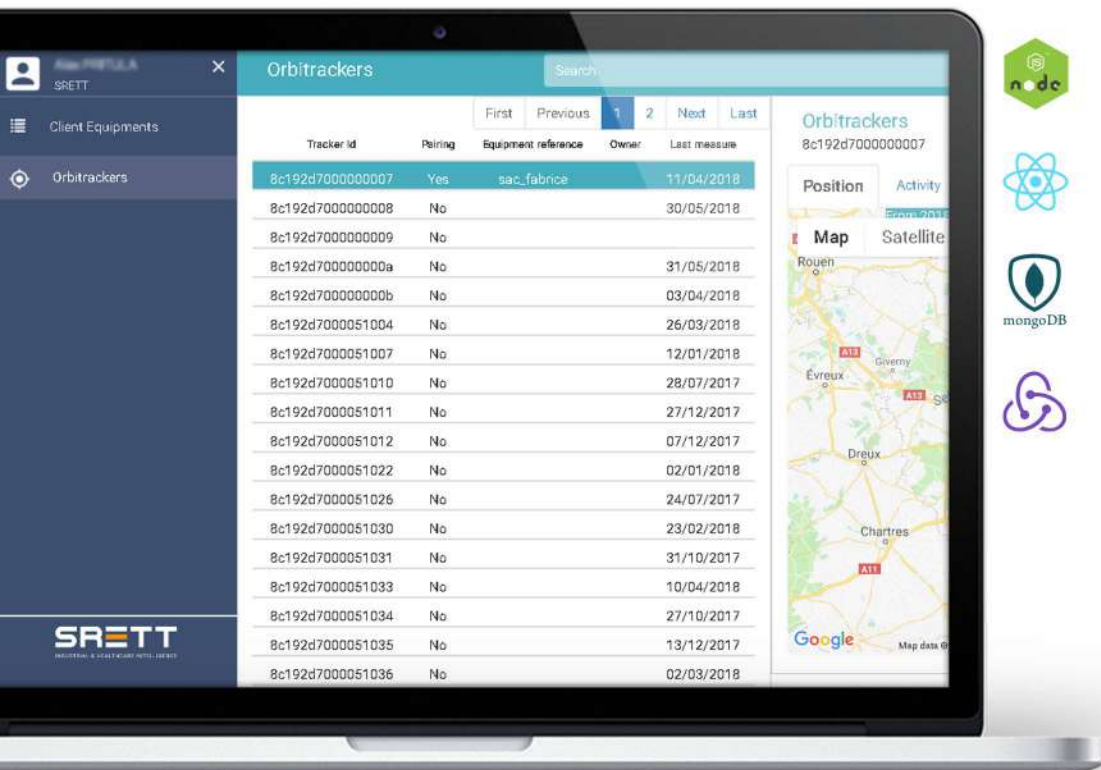 SRETT
Client Equipments
Orbitrackers
SRETT
Orbitrackers
Search
First Previous 1 2 Next Last
Tracker Id Pairing Equipment reference Owner Last measure
8c192d7000000007 Yes sac_fabrice 11/04/2018
8c192d7000000008 No 30/05/2018
8c192d7000000009 No
8c192d700000000a No 31/05/2018
8c192d700000000b No 03/04/2018
8c192d7000051004 No 26/03/2018
8c192d7000051007 No 12/01/2018
8c192d7000051010 No 28/07/2017
8c192d7000051011 No 27/12/2017
8c192d7000051012 No 07/12/2017
8c192d7000051022 No 02/01/2018
8c192d7000051026 No 24/07/2017
8c192d7000051030 No 23/02/2018
8c192d7000051031 No 31/10/2017
8c192d7000051033 No 10/04/2018
8c192d7000051034 No 27/10/2017
8c192d7000051035 No 13/12/2017
8c192d7000051036 No 02/03/2018
Orbitrackers
8c192d7000000007
Position Activity
From 201
Map Satellite
Rouen
A13
Giverny
Évreux
A13
Dreux
Chartres
A11
Google
Map data ©
JS
node
mongoDB